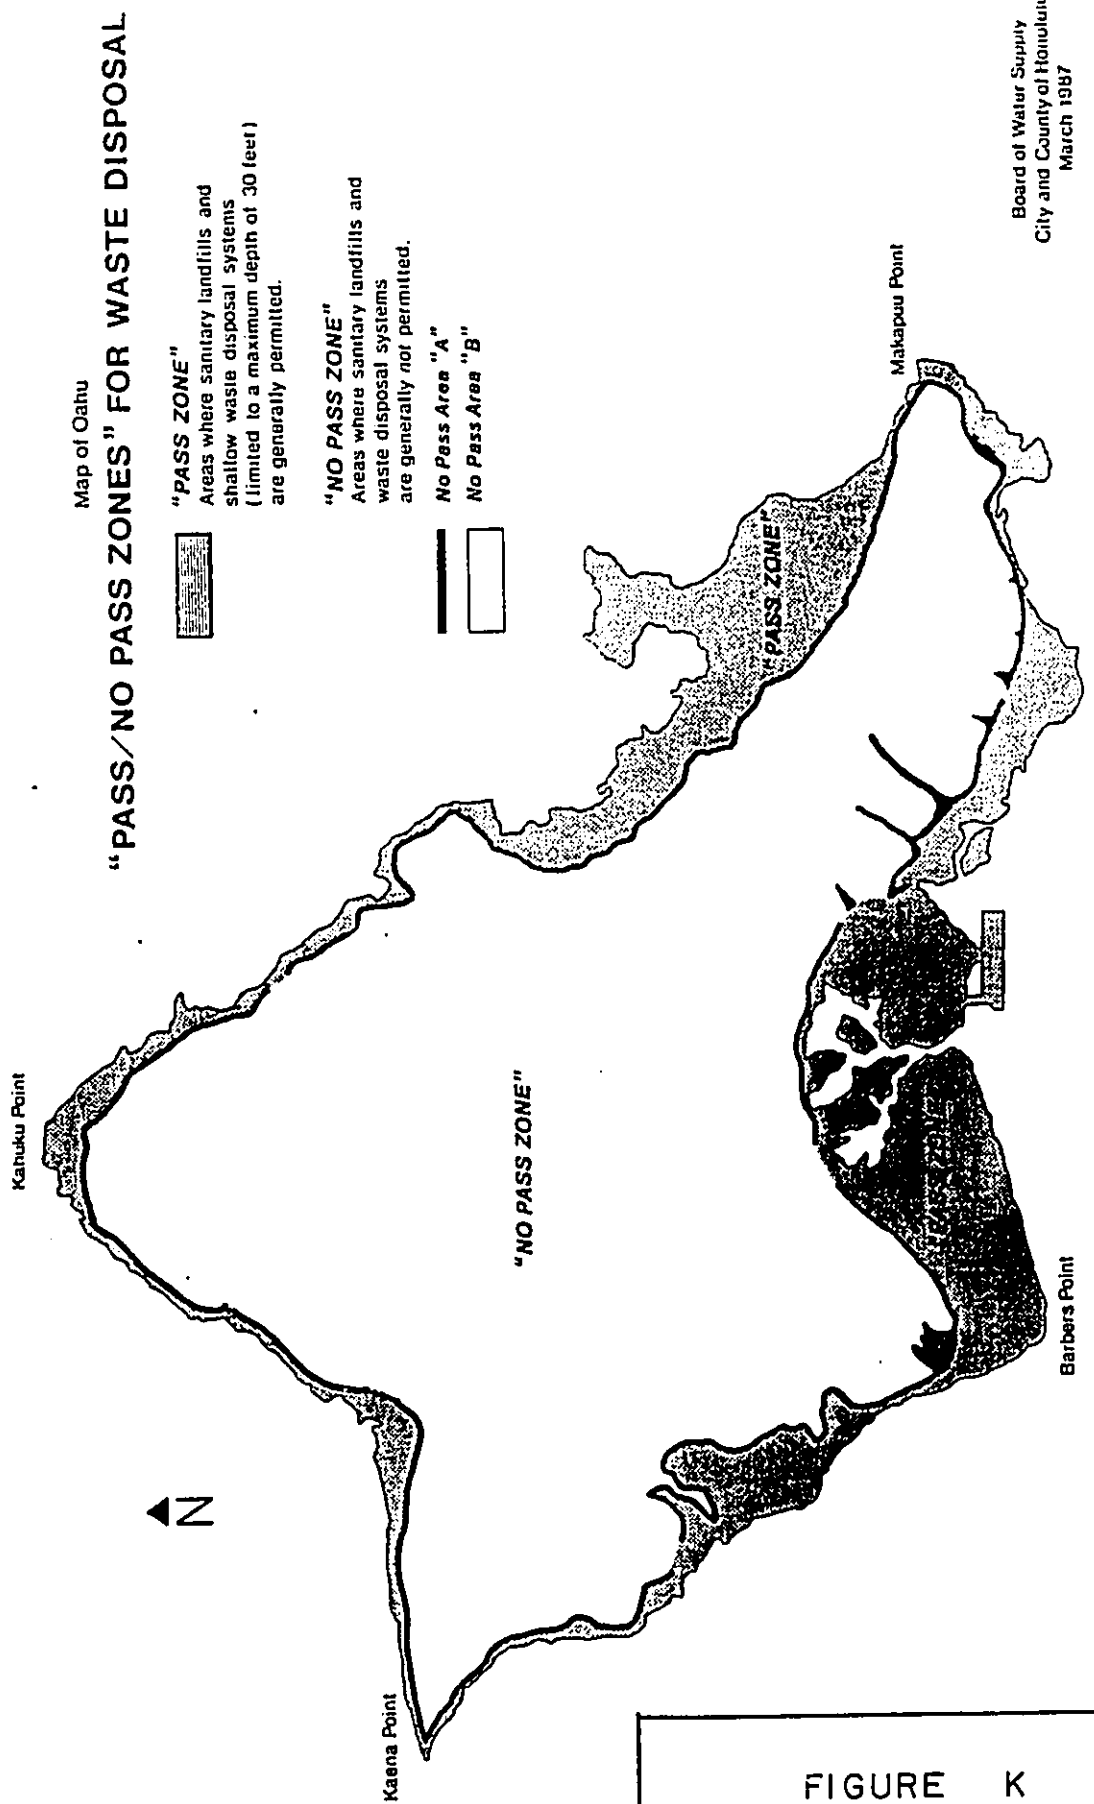 Map of Oahu
"PASS/NO PASS ZONES" FOR WASTE DISPOSAL
"PASS ZONE"
Areas where sanitary landfills and
shallow waste disposal systems
(limited to a maximum depth of 30 feet)
are generally permitted.
"NO PASS ZONE"
Areas where sanitary landfills and
waste disposal systems
are generally not permitted.
No Pass Area "A"
No Pass Area "B"
Kahuku Point
N
Kaena Point
"NO PASS ZONE"
"PASS ZONE"
Makapuu Point
Barbers Point
Board of Water Supply
City and County of Honolulu
March 1987
FIGURE K